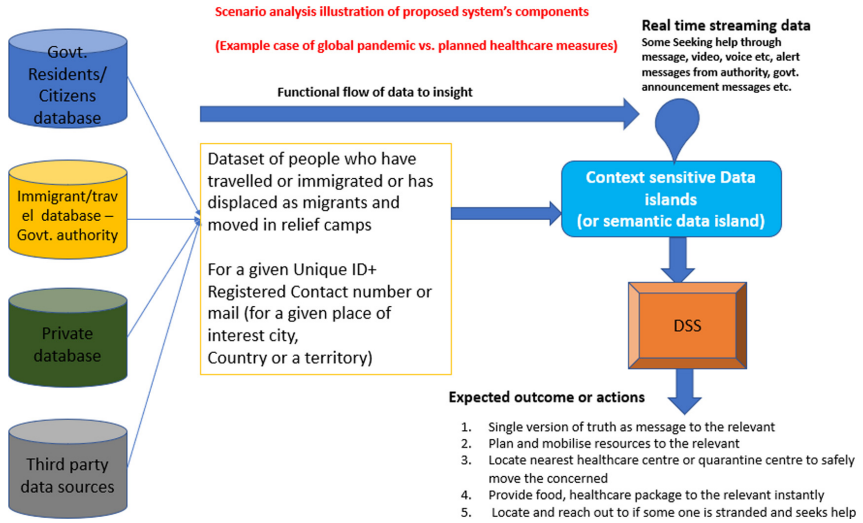 Scenario analysis illustration of proposed system's components
(Example case of global pandemic vs. planned healthcare measures)
Real time streaming data
Some Seeking help through
message, video, voice etc, alert
messages from authority, govt.
announcement messages etc.
Govt.
Residents/
Citizens
database
Functional flow of data to insight
Immigrant/trav
el database –
Govt. authority
Private
database
Third party
data sources
Dataset of people who have
travelled or immigrated or has
displaced as migrants and
moved in relief camps
For a given Unique ID+
Registered Contact number or
mail (for a given place of
interest city,
Country or a territory)
Context sensitive Data
islands
(or semantic data island)
DSS
Expected outcome or actions
1. Single version of truth as message to the relevant
2. Plan and mobilise resources to the relevant
3. Locate nearest healthcare centre or quarantine centre to safely
move the concerned
4. Provide food, healthcare package to the relevant instantly
5. Locate and reach out to if some one is stranded and seeks help